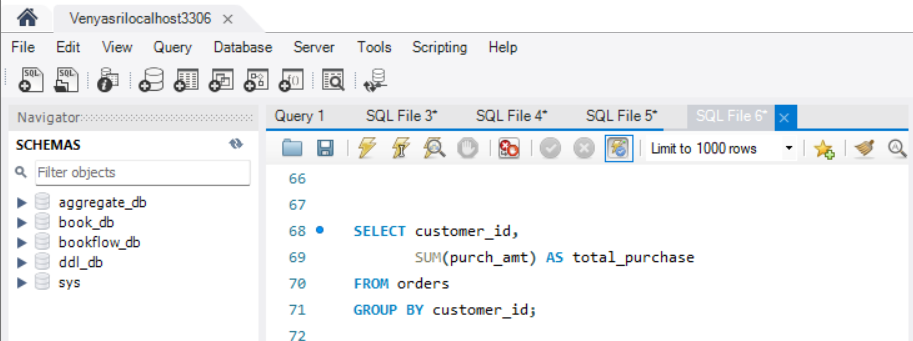 Venyasrilocalhost3306
File Edit View Query Database Server Tools Scripting Help
SQL SQL
Navigator
Query 1 SQL File 3* SQL File 4* SQL File 5* SQL File 6*
SCHEMAS
Limit to 1000 rows
Filter objects
aggregate_db
book_db
bookflow_db
ddl_db
sys
66
67
68 SELECT customer_id,
69 SUM(purch_amt) AS total_purchase
70 FROM orders
71 GROUP BY customer_id;
72